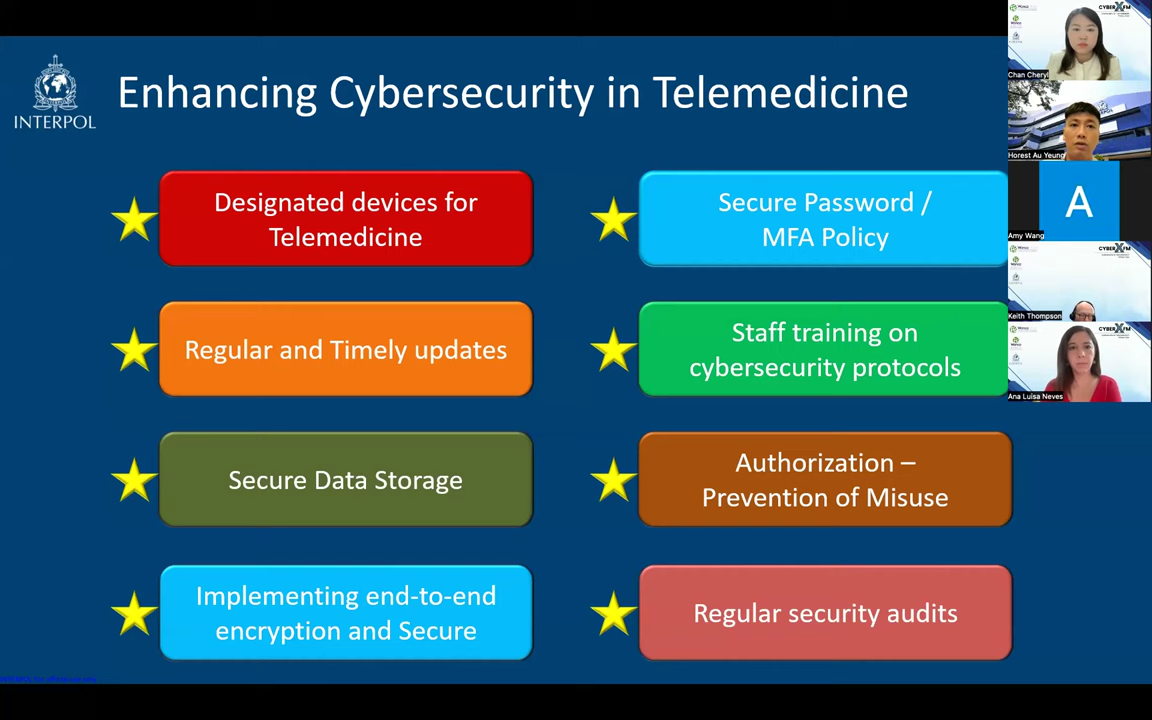 INTERPOL
Enhancing Cybersecurity in Telemedicine
Designated devices for
Telemedicine
Secure Password /
MFA Policy
Regular and Timely updates
Staff training on
cybersecurity protocols
Secure Data Storage
Authorization –
Prevention of Misuse
Implementing end-to-end
encryption and Secure
Regular security audits
Chan Cheryl
Horest Au Yeung
A
Amy Wang
Keith Thompson
Ana Luísa Neves